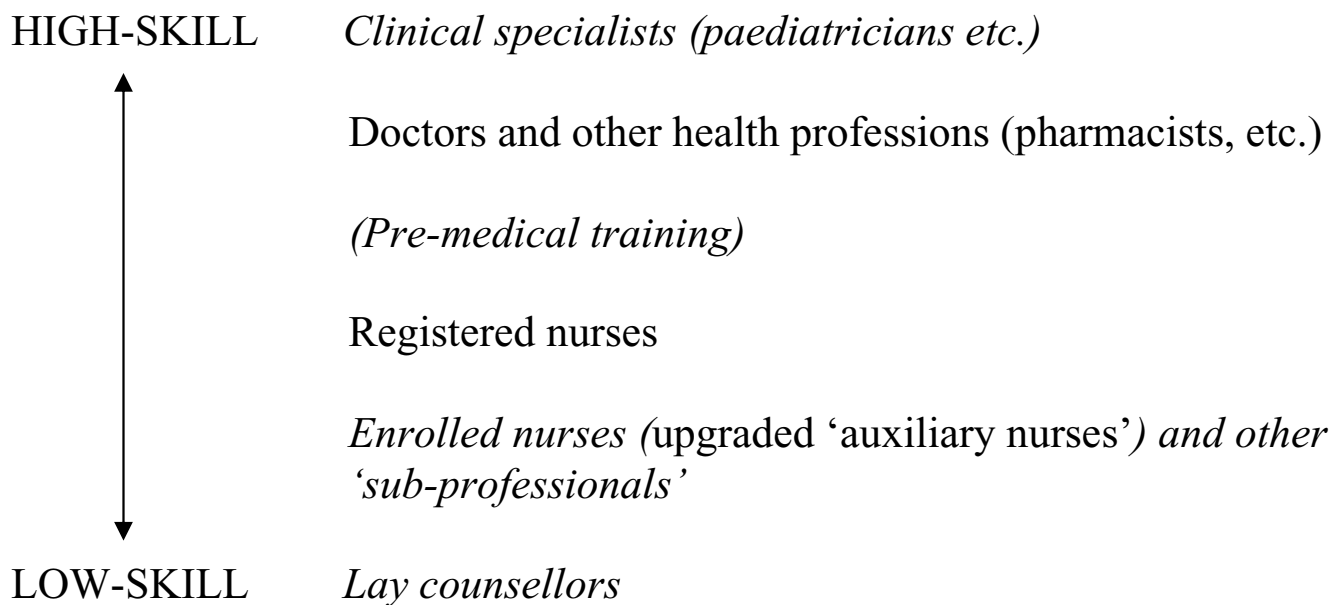 HIGH-SKILL Clinical specialists (paediatricians etc.)
Doctors and other health professions (pharmacists, etc.)
(Pre-medical training)
Registered nurses
Enrolled nurses (upgraded ‘auxiliary nurses’) and other
‘sub-professionals’
LOW-SKILL Lay counsellors